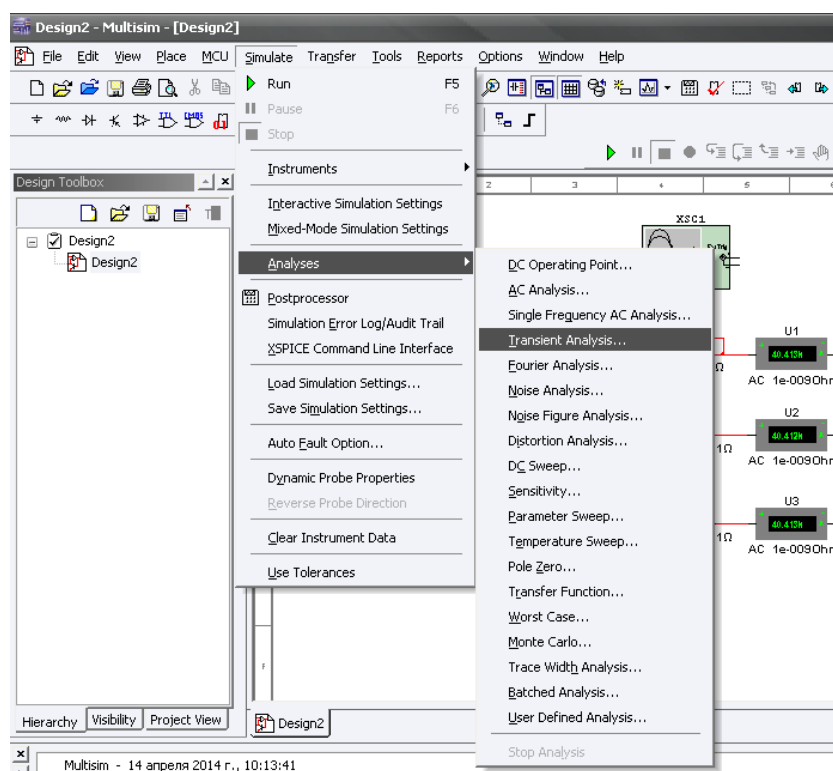 Design2 - Multisim - [Design2]
File Edit View Place MCU Simulate Transfer Tools Reports Options Window Help
Run F5
Pause F6
Stop
Instruments
Interactive Simulation Settings
Mixed-Mode Simulation Settings
Analyses
Postprocessor
Simulation Error Log/Audit Trail
XSPICE Command Line Interface
Load Simulation Settings...
Save Simulation Settings...
Auto Fault Option...
Dynamic Probe Properties
Reverse Probe Direction
Clear Instrument Data
Use Tolerances
DC Operating Point...
AC Analysis...
Single Frequency AC Analysis...
Transient Analysis...
Fourier Analysis...
Noise Analysis...
Noise Figure Analysis...
Distortion Analysis...
DC Sweep...
Sensitivity...
Parameter Sweep...
Temperature Sweep...
Pole Zero...
Transfer Function...
Worst Case...
Monte Carlo...
Trace Width Analysis...
Batched Analysis...
User Defined Analysis...
Stop Analysis
Design Toolbox
Design2
Design2
Hierarchy Visibility Project View
Design2
2 3 4 5
XSC1
U1
Ω
AC 1e-009Ohm
U2
1Ω
AC 1e-009Ohm
U3
1Ω
AC 1e-009Ohm
Multisim - 14 апреля 2014 г., 10:13:41